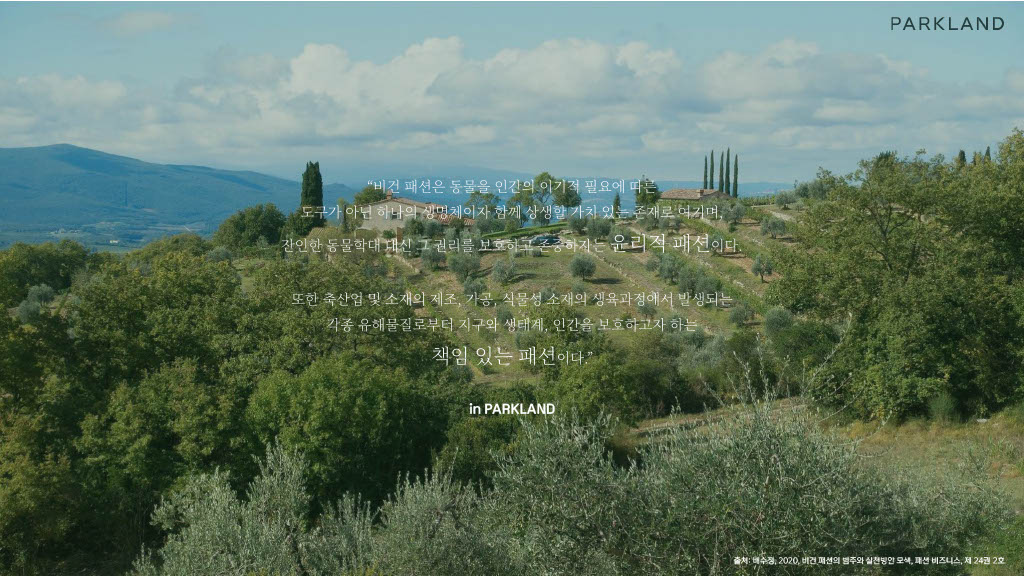 PARKLAND
“비건 패션은 동물을 인간의 이기적 필요에 따른
도구가 아닌 하나의 생명체이자 함께 상생할 가치 있는 존재로 여기며,
잔인한 동물학대 대신 그 권리를 보호하고 존중하자는 윤리적 패션이다.
또한 축산업 및 소재의 제조, 가공, 식물성 소재의 생육과정에서 발생되는
각종 유해물질로부터 지구와 생태계, 인간을 보호하고자 하는
책임 있는 패션이다.”
in PARKLAND
출처: 배수정, 2020, 비건 패션의 범주와 실천방안 모색, 패션 비즈니스, 제 24권 2호.